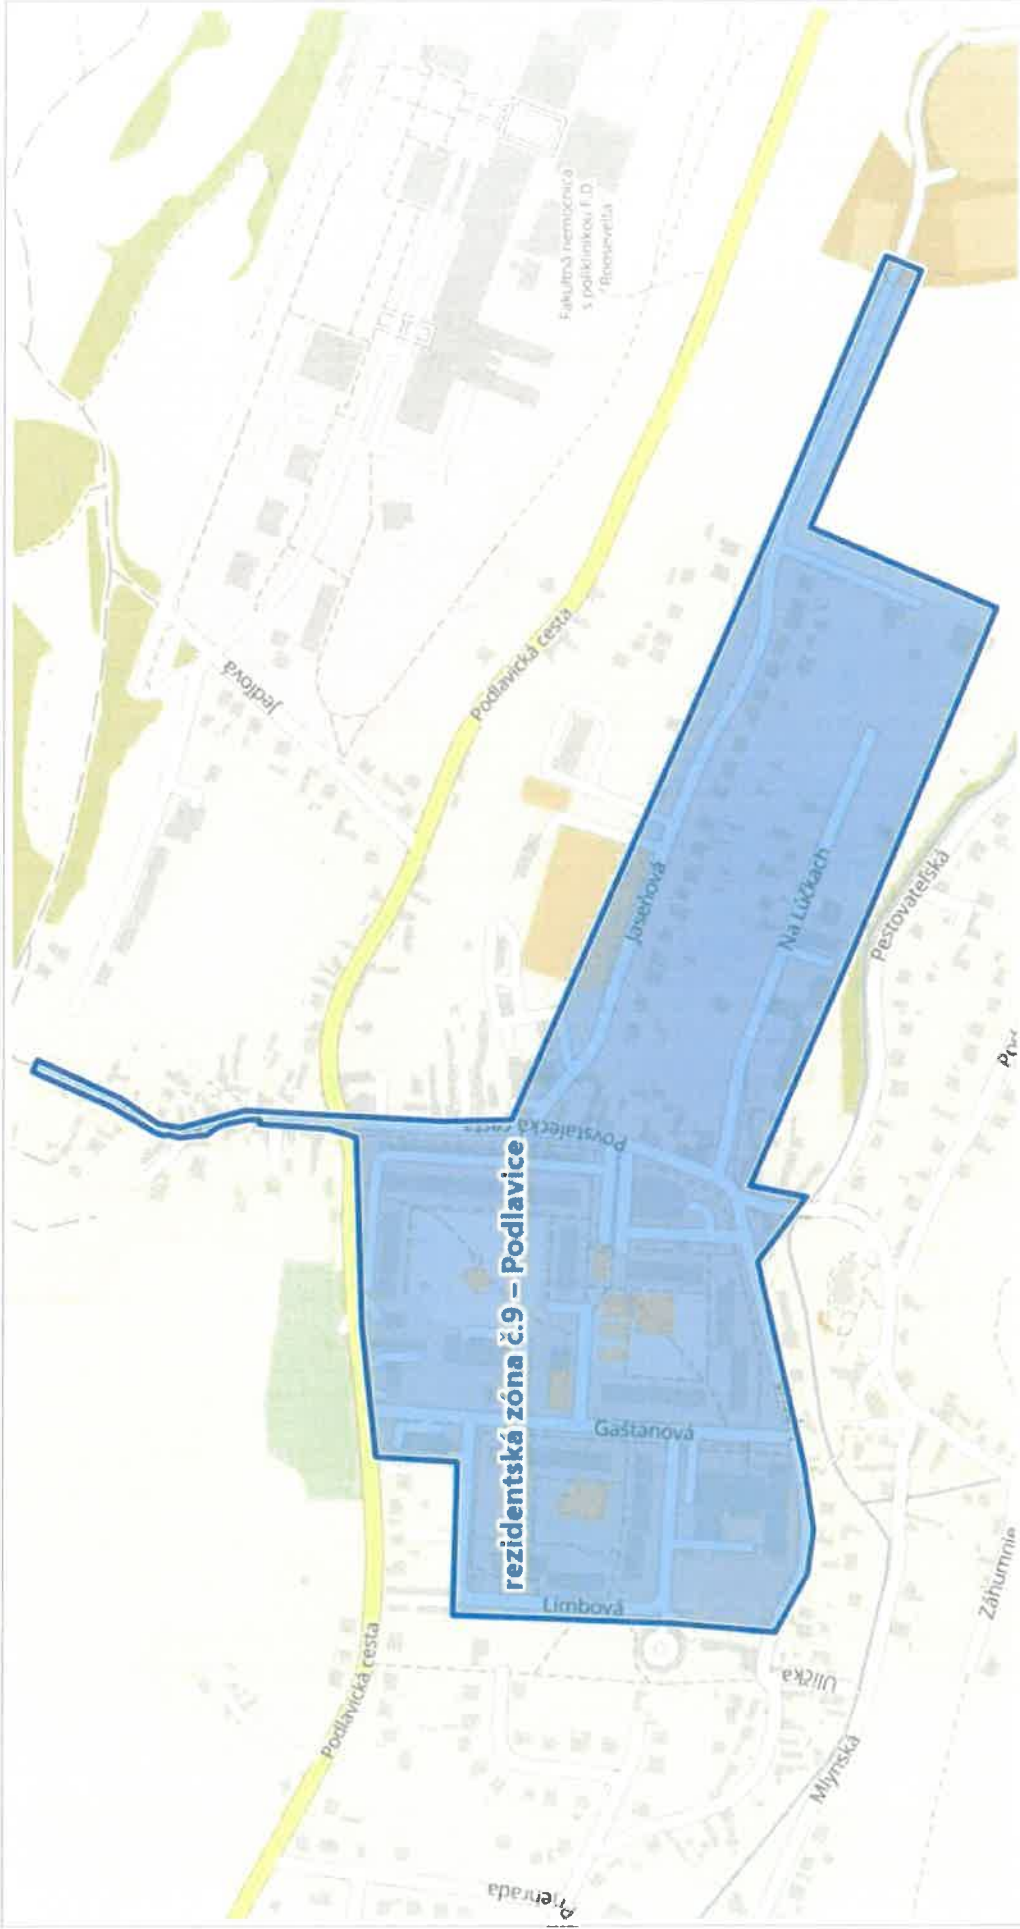 Fakultná nemocnica
s poliklinikou F.D.
Roosevelta
Jedľová
Podlavická cesta
Jaseňová
Na Lúčkach
Pestovateľská
Povstalecká cesta
rezidentská zóna č.9 – Podlavice
Gaštanová
Limbová
Podlavická cesta
Ulička
Mlynská
Záhumnie